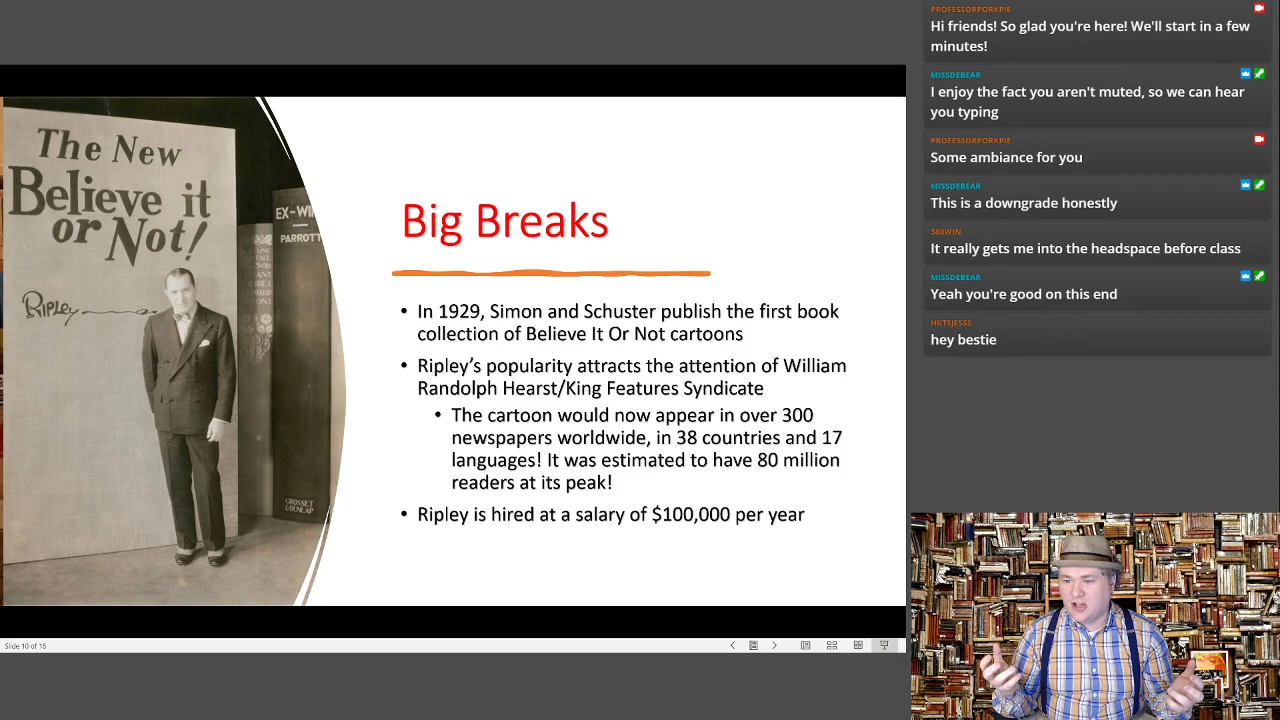 The New
Believe it
or Not!
Ripley
EX-WI
PARROTT
GROSSET
& DUNLAP
Big Breaks
• In 1929, Simon and Schuster publish the first book
collection of Believe It Or Not cartoons
• Ripley's popularity attracts the attention of William
Randolph Hearst/King Features Syndicate
• The cartoon would now appear in over 300
newspapers worldwide, in 38 countries and 17
languages! It was estimated to have 80 million
readers at its peak!
• Ripley is hired at a salary of $100,000 per year
Slide 10 of 16
PROFESSORPORKPIE
Hi friends! So glad you're here! We'll start in a few
minutes!
MISSDEBEAR
I enjoy the fact you aren't muted, so we can hear
you typing
PROFESSORPORKPIE
Some ambiance for you
MISSDEBEAR
This is a downgrade honestly
380WIN
It really gets me into the headspace before class
MISSDEBEAR
Yeah you're good on this end
HIITSJESSS
hey bestie